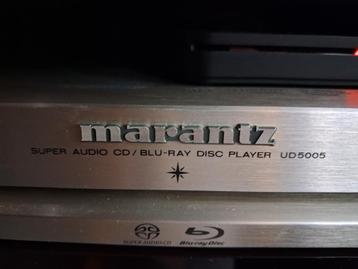 marantz
SUPER AUDIO CD/BLU-RAY DISC PLAYER UD5005
SUPER AUDIO CD Blu-ray Disc